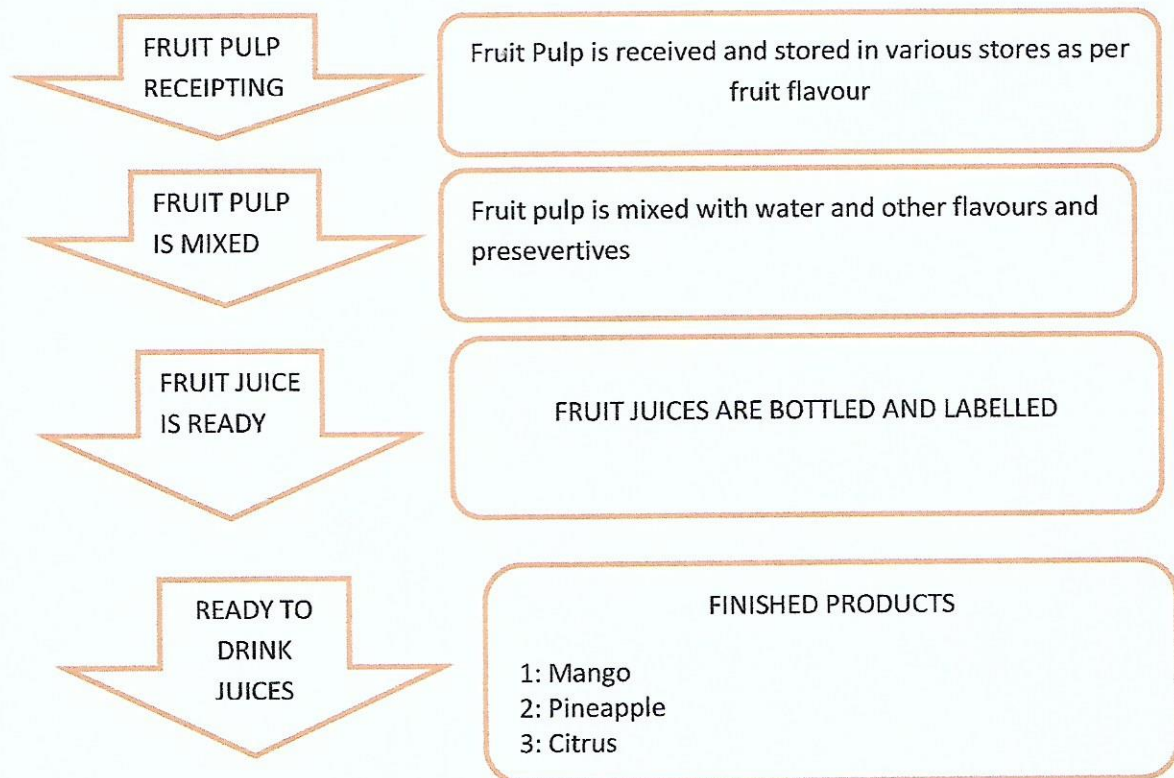 FRUIT PULP
RECEIPTING
Fruit Pulp is received and stored in various stores as per
fruit flavour
FRUIT PULP
IS MIXED
Fruit pulp is mixed with water and other flavours and
presevertives
FRUIT JUICE
IS READY
FRUIT JUICES ARE BOTTLED AND LABELLED
READY TO
DRINK
JUICES
FINISHED PRODUCTS
1: Mango
2: Pineapple
3: Citrus